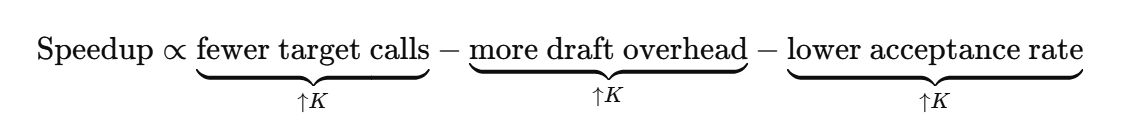 Speedup ∝ fewer target calls − more draft overhead − lower acceptance rate
↑K ↑K ↑K